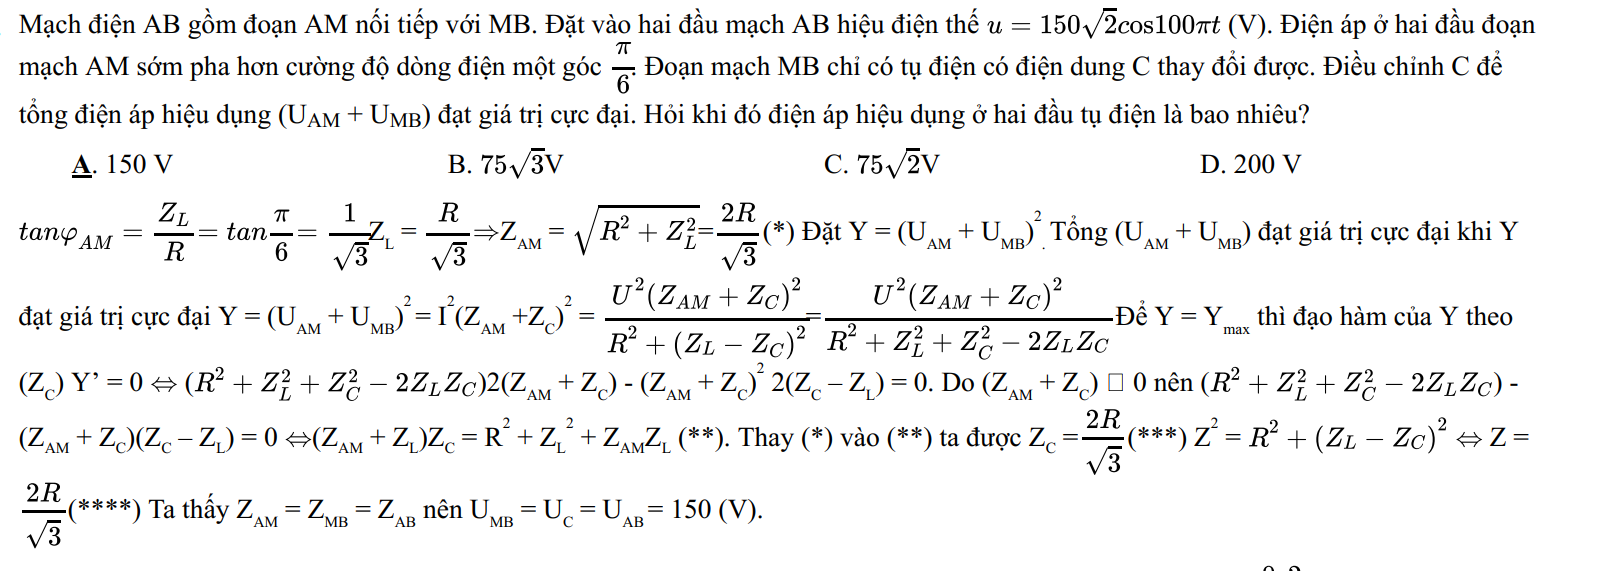 Mạch điện AB gồm đoạn AM nối tiếp với MB. Đặt vào hai đầu mạch AB hiệu điện thế $u = 150\sqrt{2}cos100\pi t$ (V). Điện áp ở hai đầu đoạn
mạch AM sớm pha hơn cường độ dòng điện một góc $\frac{\pi}{6}$. Đoạn mạch MB chỉ có tụ điện có điện dung C thay đổi được. Điều chỉnh C để
tổng điện áp hiệu dụng (U_{AM} + U_{MB}) đạt giá trị cực đại. Hỏi khi đó điện áp hiệu dụng ở hai đầu tụ điện là bao nhiêu?
A. 150 V B. $75\sqrt{3}$V C. $75\sqrt{2}$V D. 200 V
$tan\varphi_{AM} = \frac{Z_L}{R} = tan\frac{\pi}{6} = \frac{1}{\sqrt{3}}$Z_L = $\frac{R}{\sqrt{3}}$⇒Z_{AM} = $\sqrt{R^2 + Z_L^2}$=$\frac{2R}{\sqrt{3}}$(*) Đặt Y = (U_{AM} + U_{MB})^2. Tổng (U_{AM} + U_{MB}) đạt giá trị cực đại khi Y
đạt giá trị cực đại Y = (U_{AM} + U_{MB})^2 = I^2(Z_{AM} +Z_C)^2 = $\frac{U^2(Z_{AM} + Z_C)^2}{R^2 + (Z_L - Z_C)^2}$=$\frac{U^2(Z_{AM} + Z_C)^2}{R^2 + Z_L^2 + Z_C^2 - 2Z_LZ_C}$Để Y = Y_{max} thì đạo hàm của Y theo
(Z_C) Y’ = 0 ⇔ $(R^2 + Z_L^2 + Z_C^2 - 2Z_LZ_C)$2(Z_{AM} + Z_C) - (Z_{AM} + Z_C)^2 2(Z_C – Z_L) = 0. Do (Z_{AM} + Z_C) □ 0 nên $(R^2 + Z_L^2 + Z_C^2 - 2Z_LZ_C)$ -
(Z_{AM} + Z_C)(Z_C – Z_L) = 0 ⇔(Z_{AM} + Z_L)Z_C = R^2 + Z_L^2 + Z_{AM}Z_L (**). Thay (*) vào (**) ta được Z_C =$\frac{2R}{\sqrt{3}}$(***) Z^2 = $R^2 + (Z_L - Z_C)^2$ ⇔ Z =
$\frac{2R}{\sqrt{3}}$(****) Ta thấy Z_{AM} = Z_{MB} = Z_{AB} nên U_{MB} = U_C = U_{AB} = 150 (V).